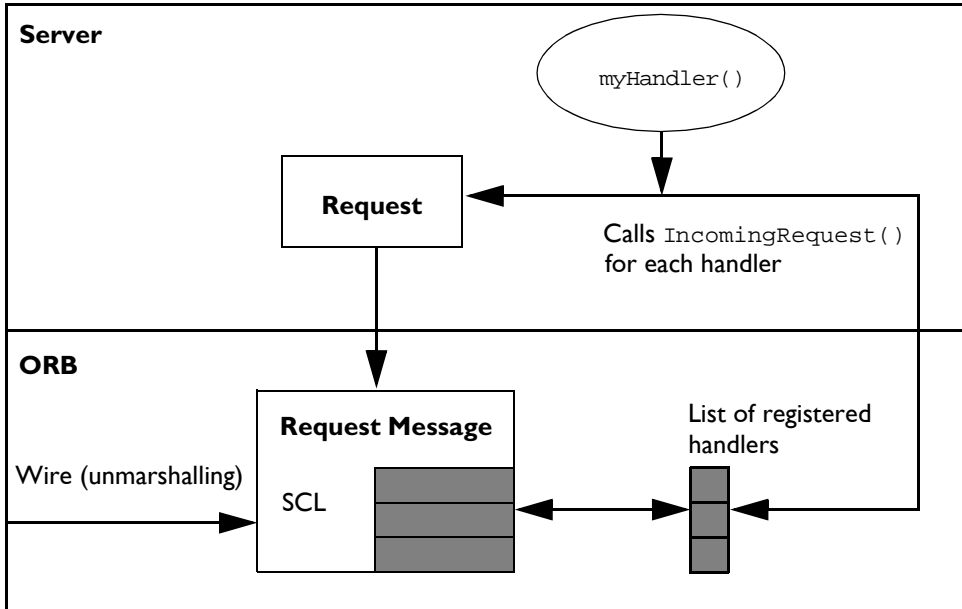 Server
myHandler()
Request
Calls IncomingRequest()
for each handler
ORB
Request Message
List of registered
handlers
Wire (unmarshalling)
SCL